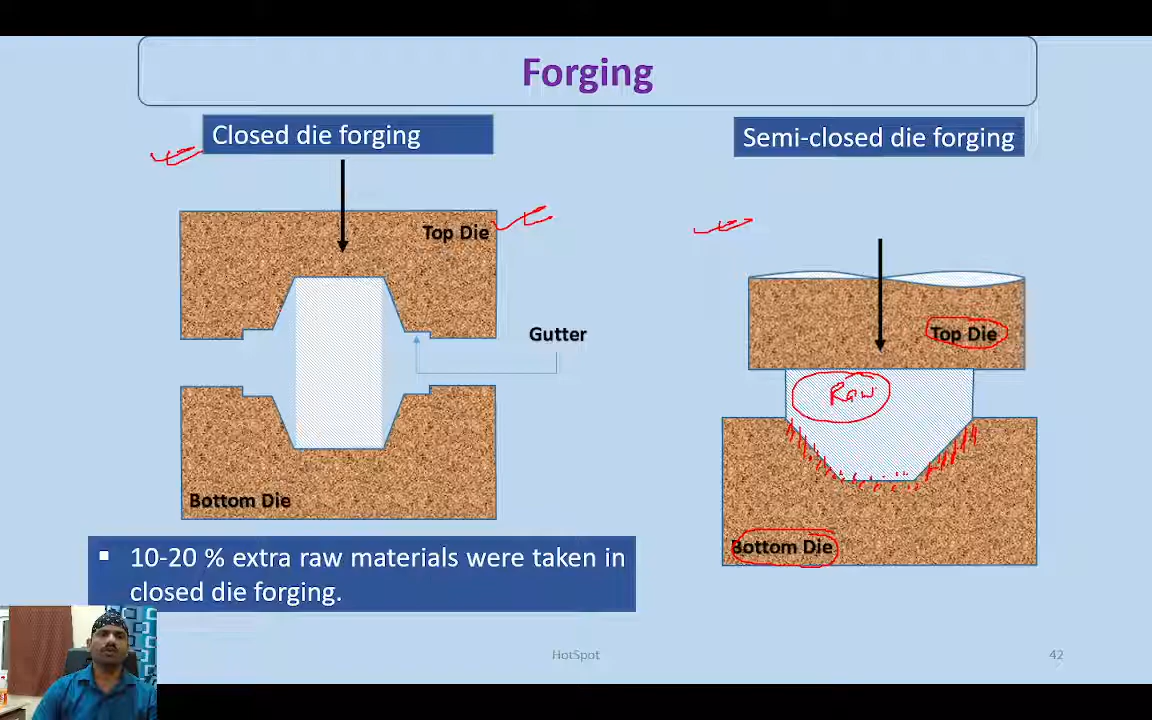 Forging
Closed die forging
Semi-closed die forging
Top Die
Gutter
Top Die
Raw
Bottom Die
Bottom Die
▪ 10-20 % extra raw materials were taken in
closed die forging.
HotSpot
42